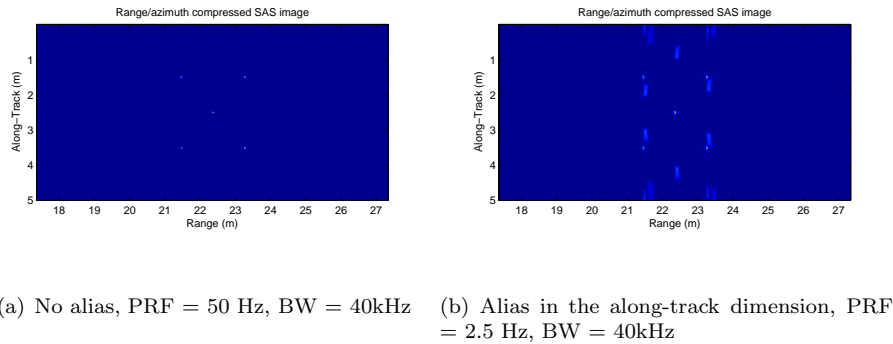 Range/azimuth compressed SAS image
Along-Track (m)
1
2
3
4
5
18 19 20 21 22 23 24 25 26 27
Range (m)
Range/azimuth compressed SAS image
Along-Track (m)
1
2
3
4
5
18 19 20 21 22 23 24 25 26 27
Range (m)
a) No alias, PRF = 50 Hz, BW = 40kHz
(b) Alias in the along-track dimension, PRF
= 2.5 Hz, BW = 40kHz